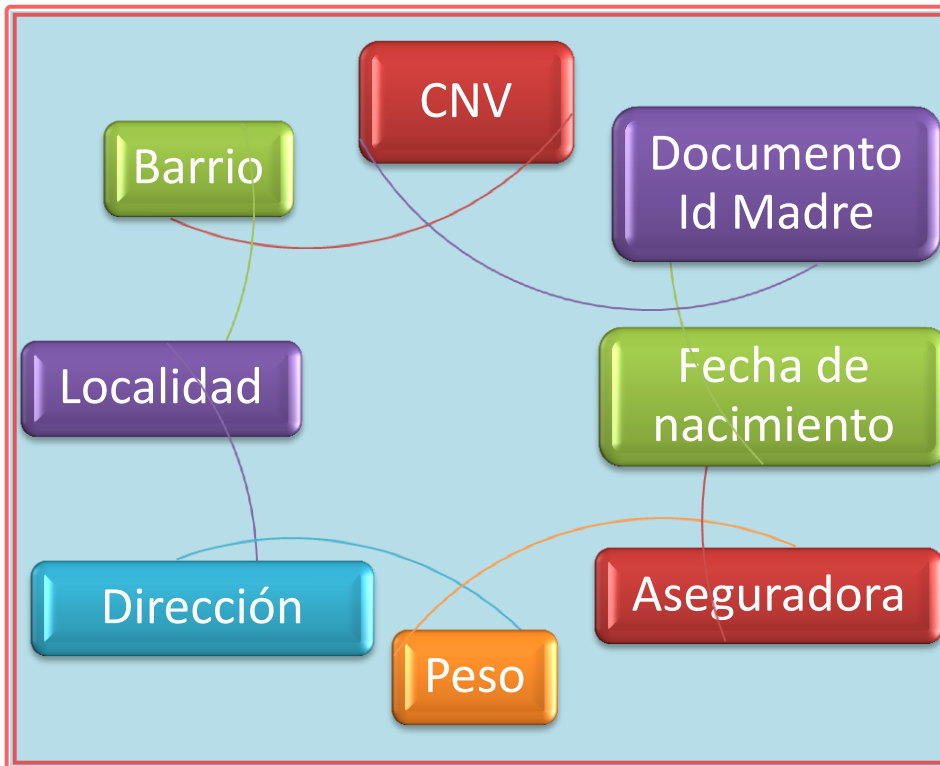 CNV
Documento
Id Madre
Fecha de
nacimiento
Aseguradora
Peso
Dirección
Localidad
Barrio